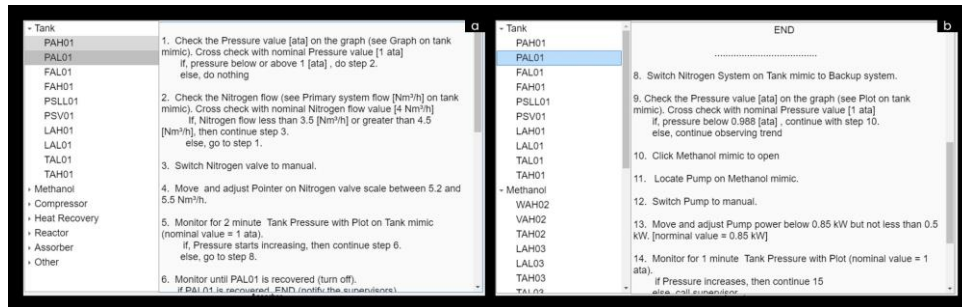 a
Tank
PAH01
PAL01
FAL01
FAH01
PSLL01
PSV01
LAH01
LAL01
TAL01
TAH01
Methanol
Compressor
Heat Recovery
Reactor
Assorber
Other
1. Check the Pressure value [ata] on the graph (see Graph on tank
mimic). Cross check with nominal Pressure value [1 ata]
if, pressure below or above 1 [ata] , do step 2.
else, do nothing
2. Check the Nitrogen flow (see Primary system flow [Nm³/h] on tank
mimic). Cross check with nominal Nitrogen flow value [4 Nm³/h]
If, Nitrogen flow less than 3.5 [Nm³/h] or greater than 4.5
[Nm³/h], then continue step 3.
else, go to step 1.
3. Switch Nitrogen valve to manual.
4. Move and adjust Pointer on Nitrogen valve scale between 5.2 and
5.5 Nm³/h.
5. Monitor for 2 minute Tank Pressure with Plot on Tank mimic
(nominal value = 1 ata).
if, Pressure starts increasing, then continue step 6.
else, go to step 8.
6. Monitor until PAL01 is recovered (turn off).
if PAL01 is recovered, END (notify the supervisors)
b
Tank
PAH01
PAL01
FAL01
FAH01
PSLL01
PSV01
LAH01
LAL01
TAL01
TAH01
Methanol
WAH02
VAH02
TAH02
LAH03
LAL03
TAH03
TAL03
END
......................................
8. Switch Nitrogen System on Tank mimic to Backup system.
9. Check the Pressure value [ata] on the graph (see Plot on tank
mimic). Cross check with nominal Pressure value [1 ata]
if, pressure below 0.988 [ata] , continue with step 10.
else, continue observing trend
10. Click Methanol mimic to open
11. Locate Pump on Methanol mimic.
12. Switch Pump to manual.
13. Move and adjust Pump power below 0.85 kW but not less than 0.5
kW. [norminal value = 0.85 kW]
14. Monitor for 1 minute Tank Pressure with Plot (nominal value = 1
ata).
if Pressure increases, then continue 15
else, call supervisor